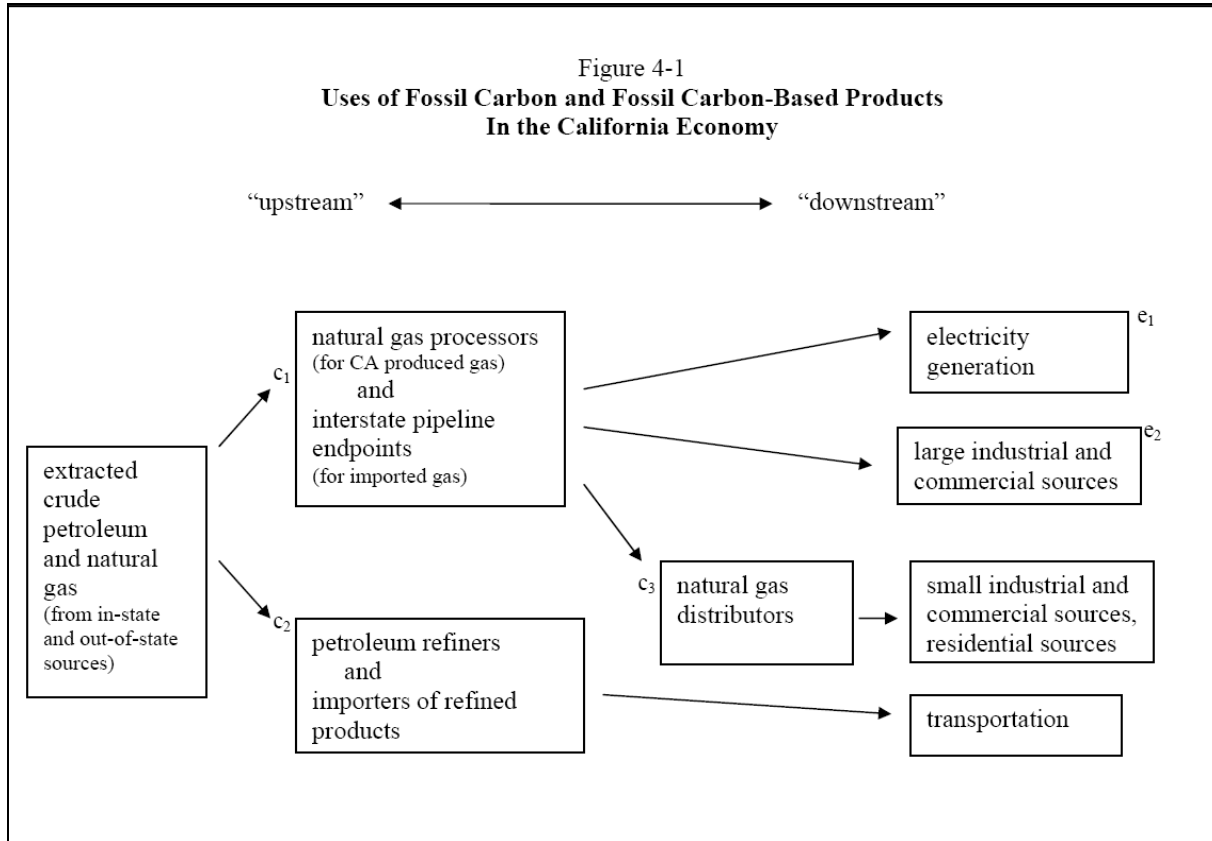 Figure 4-1
Uses of Fossil Carbon and Fossil Carbon-Based Products
In the California Economy
“upstream”
“downstream”
extracted
crude
petroleum
and natural
gas
(from in-state
and out-of-state
sources)
c1
natural gas processors
(for CA produced gas)
and
interstate pipeline
endpoints
(for imported gas)
c2
petroleum refiners
and
importers of refined
products
c3
natural gas
distributors
e1
electricity
generation
e2
large industrial and
commercial sources
small industrial and
commercial sources,
residential sources
transportation